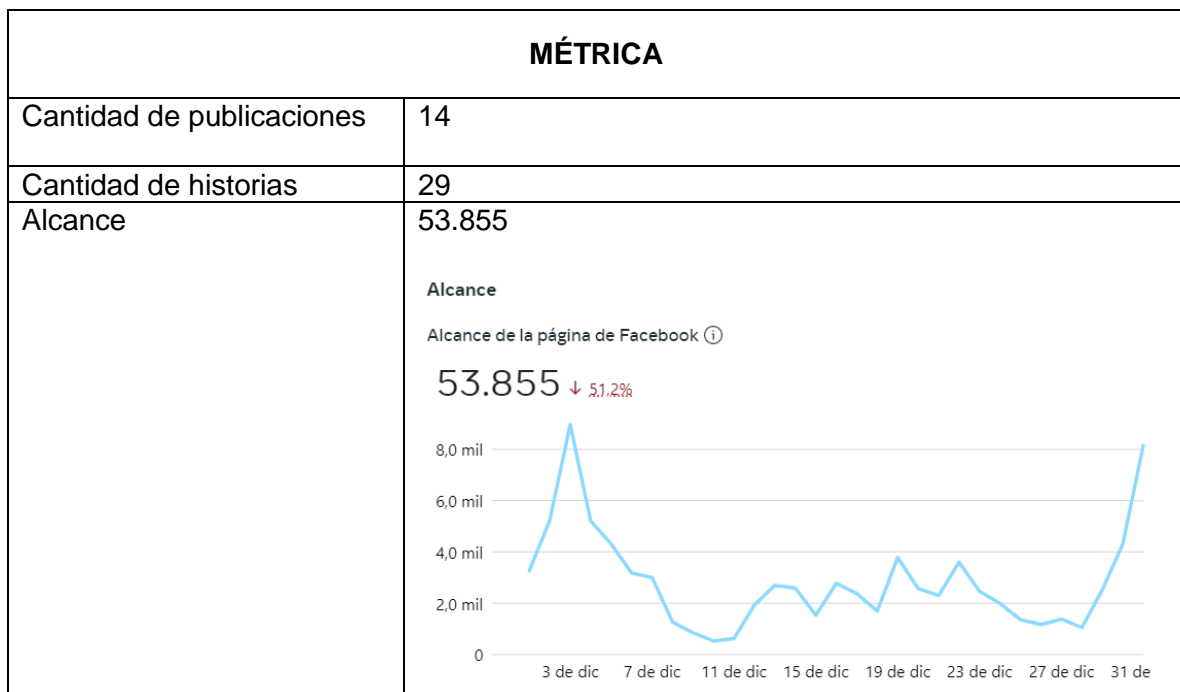 MÉTRICA
Cantidad de publicaciones 14
Cantidad de historias 29
Alcance 53.855
Alcance
Alcance de la página de Facebook
53.855 ↓ 51,2%
8,0 mil
6,0 mil
4,0 mil
2,0 mil
0
3 de dic 7 de dic 11 de dic 15 de dic 19 de dic 23 de dic 27 de dic 31 de